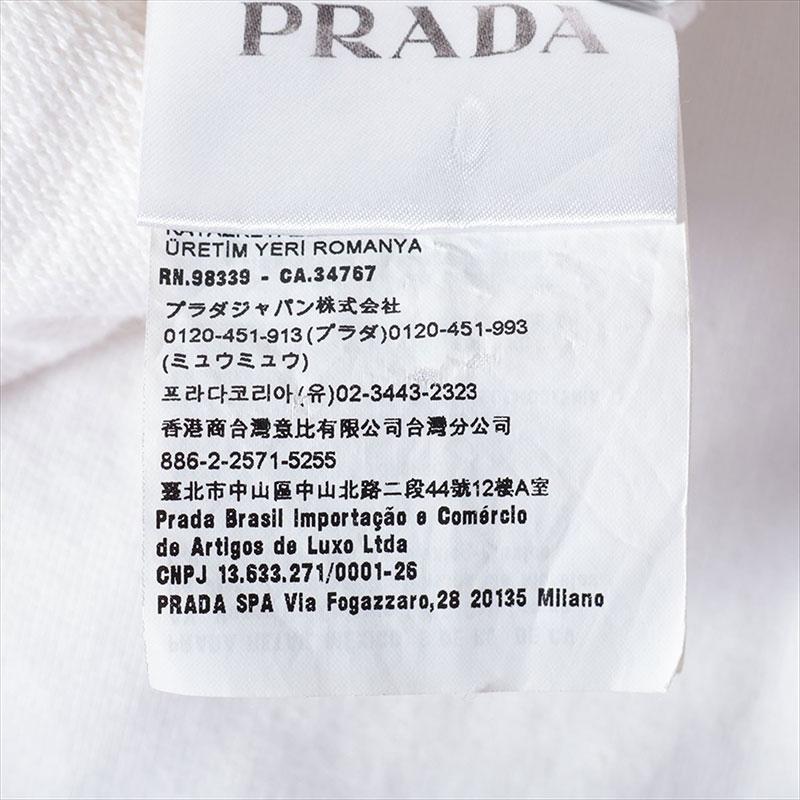 PRADA
ÜRETİM YERİ ROMANYA
RN.98339 - CA.34767
プラダジャパン株式会社
0120-451-913(プラダ)0120-451-993
(ミュウミュウ)
프라다코리아(유)02-3443-2323
香港商台灣意比有限公司台灣分公司
886-2-2571-5255
臺北市中山區中山北路二段44號12樓A室
Prada Brasil Importação e Comércio
de Artigos de Luxo Ltda
CNPJ 13.633.271/0001-26
PRADA SPA Via Fogazzaro,28 20135 Milano